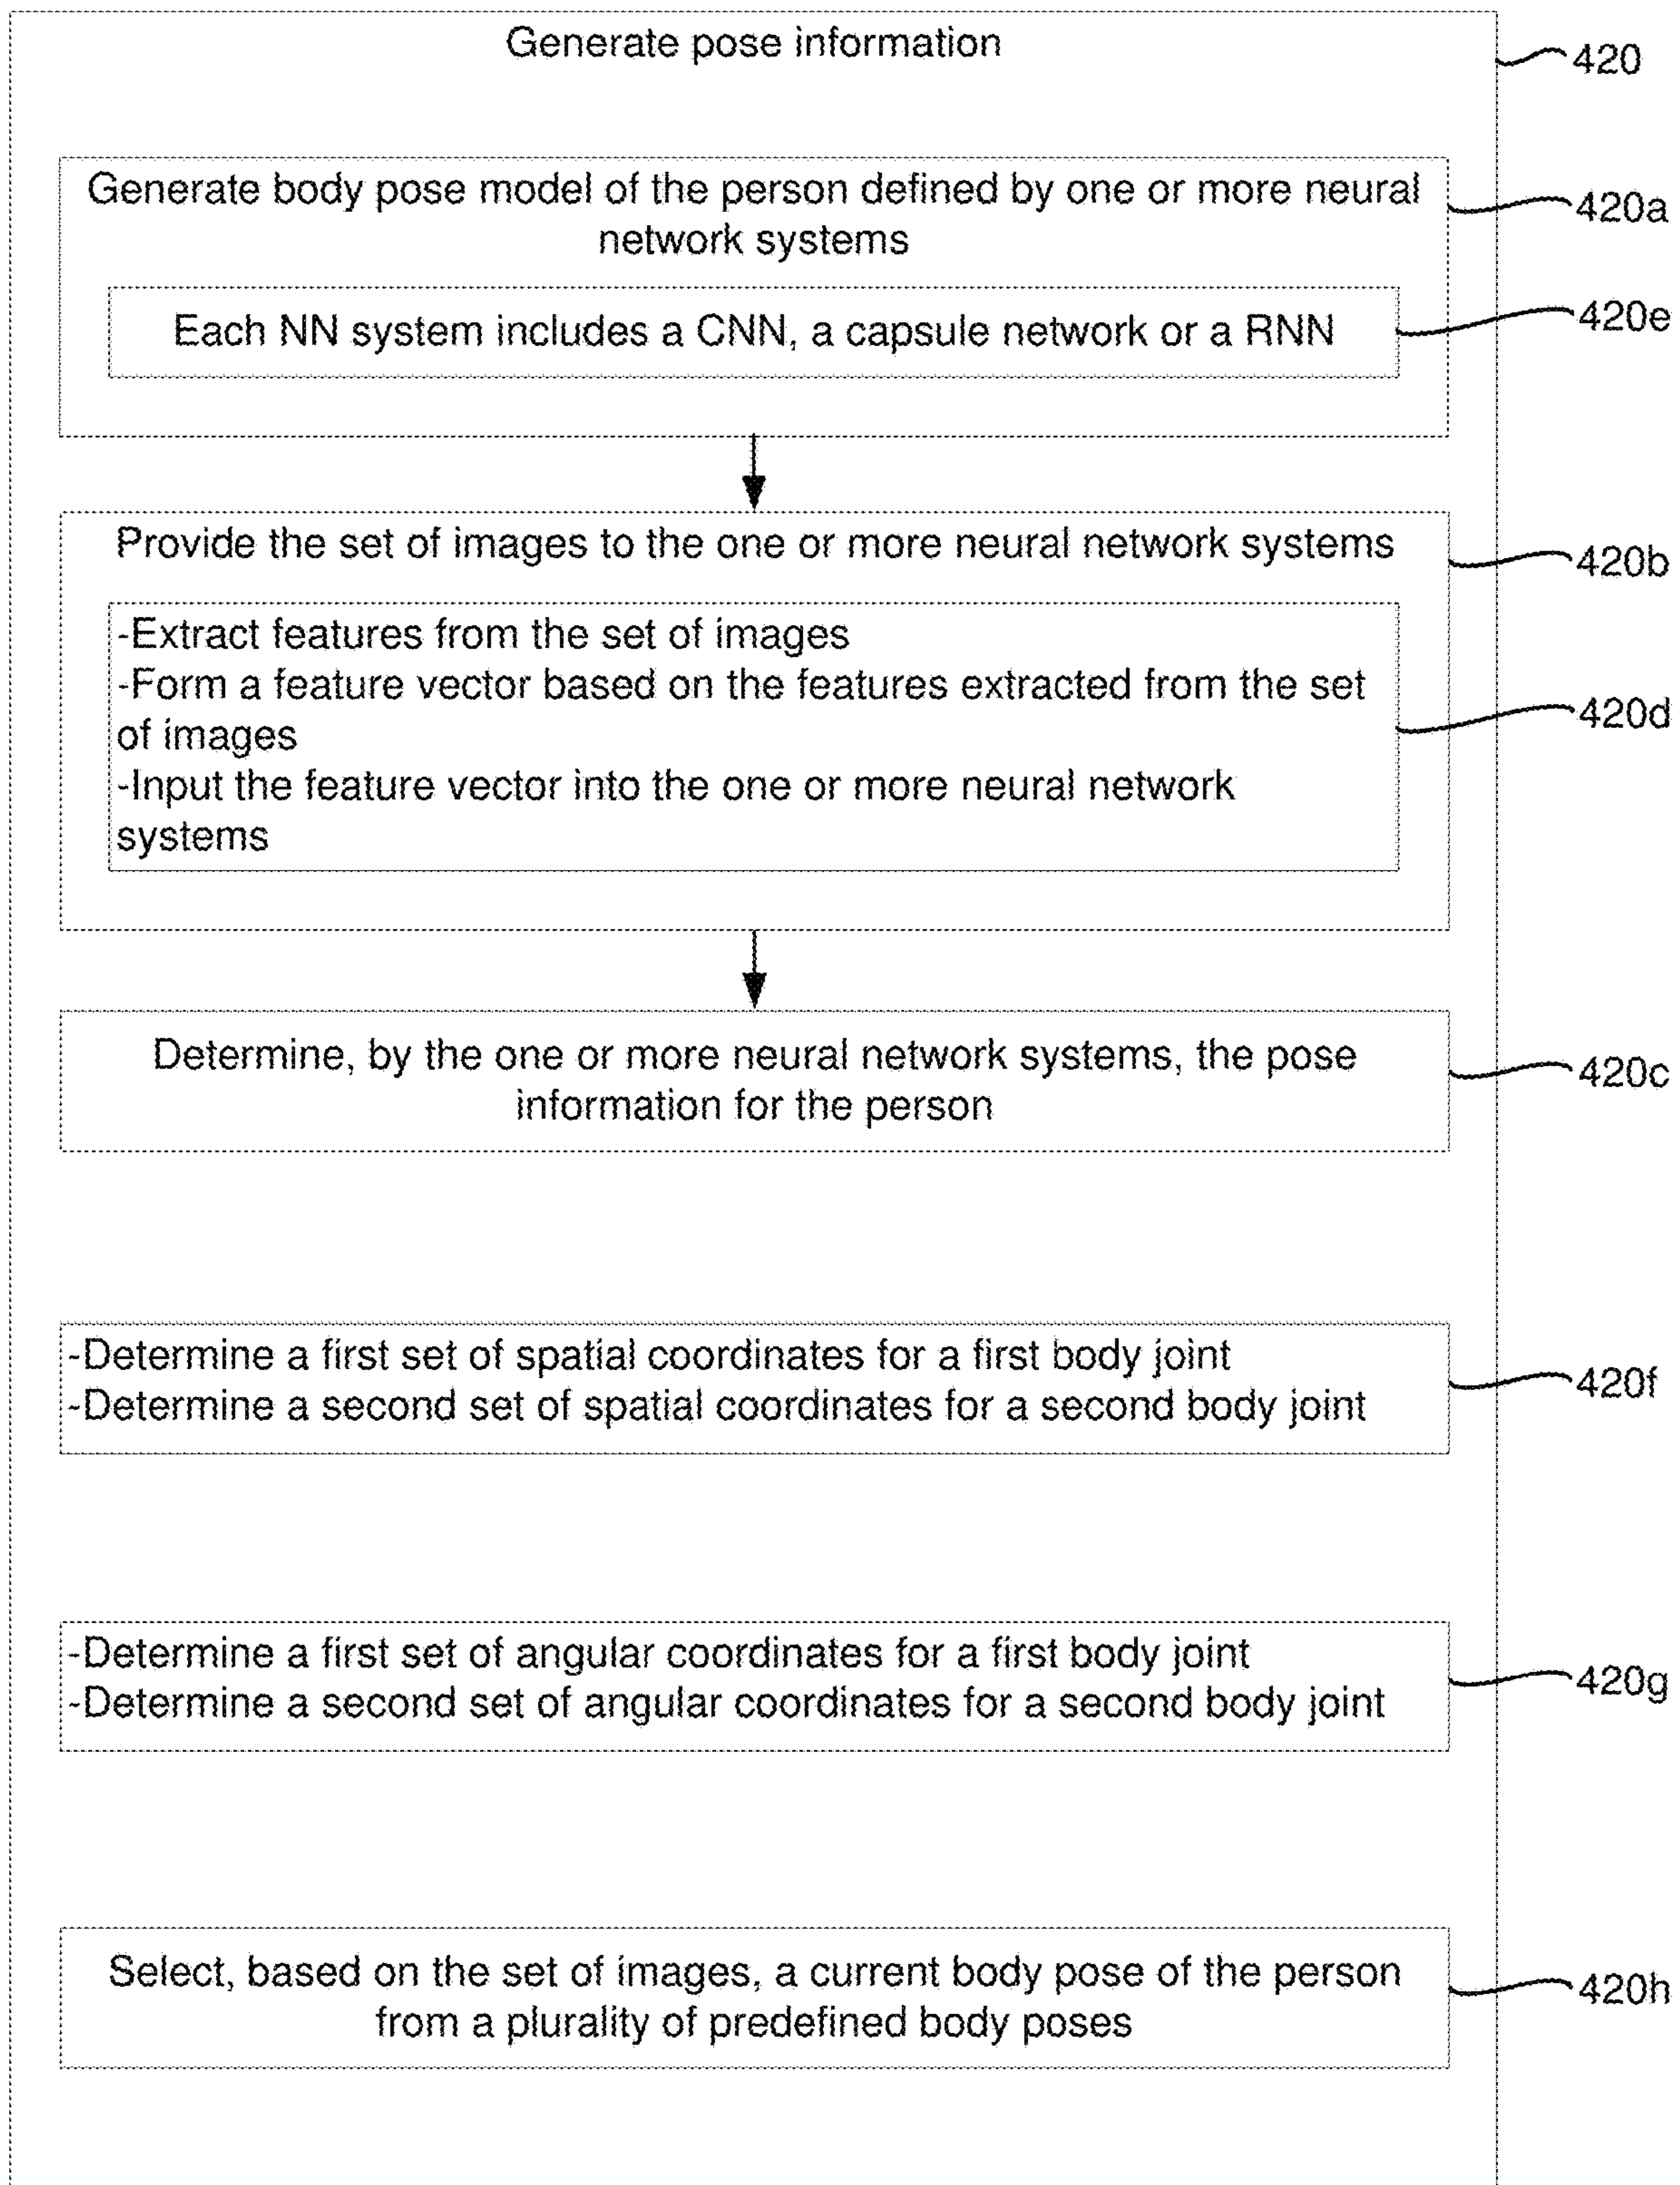 Generate pose information
420
Generate body pose model of the person defined by one or more neural
network systems
420a
Each NN system includes a CNN, a capsule network or a RNN
420e
Provide the set of images to the one or more neural network systems
420b
-Extract features from the set of images
-Form a feature vector based on the features extracted from the set
of images
-Input the feature vector into the one or more neural network
systems
420d
Determine, by the one or more neural network systems, the pose
information for the person
420c
-Determine a first set of spatial coordinates for a first body joint
-Determine a second set of spatial coordinates for a second body joint
420f
-Determine a first set of angular coordinates for a first body joint
-Determine a second set of angular coordinates for a second body joint
420g
Select, based on the set of images, a current body pose of the person
from a plurality of predefined body poses
420h